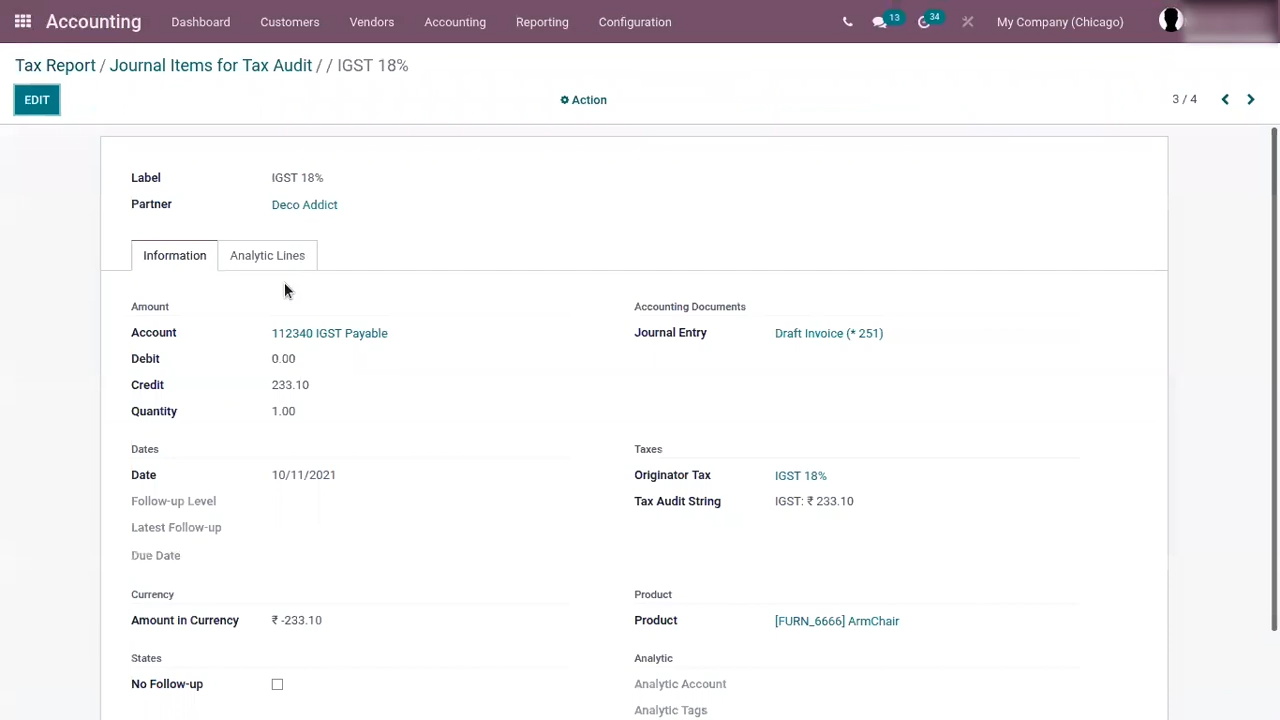 Accounting Dashboard Customers Vendors Accounting Reporting Configuration 13 34 My Company (Chicago)
Tax Report / Journal Items for Tax Audit / / IGST 18%
EDIT Action 3 / 4
Label IGST 18%
Partner Deco Addict
Information Analytic Lines
Amount Accounting Documents
Account 112340 IGST Payable Journal Entry Draft Invoice (* 251)
Debit 0.00
Credit 233.10
Quantity 1.00
Dates Taxes
Date 10/11/2021 Originator Tax IGST 18%
Follow-up Level Tax Audit String IGST: ₹ 233.10
Latest Follow-up
Due Date
Currency Product
Amount in Currency ₹ -233.10 Product [FURN_6666] ArmChair
States Analytic
No Follow-up Analytic Account
Analytic Tags